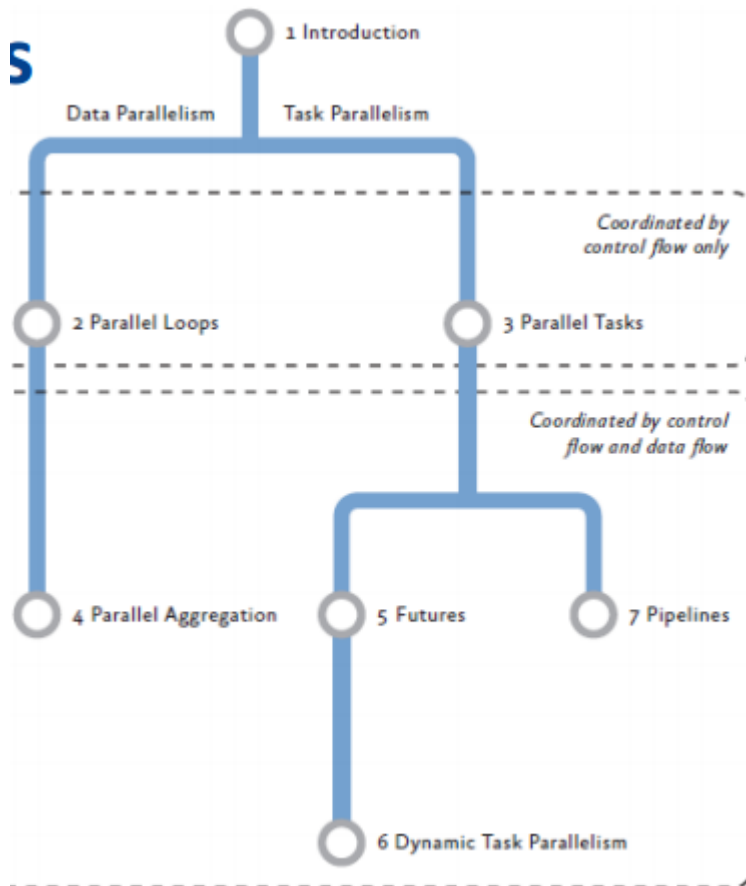 s
1 Introduction
Data Parallelism
Task Parallelism
Coordinated by
control flow only
2 Parallel Loops
3 Parallel Tasks
Coordinated by control
flow and data flow
4 Parallel Aggregation
5 Futures
7 Pipelines
6 Dynamic Task Parallelism